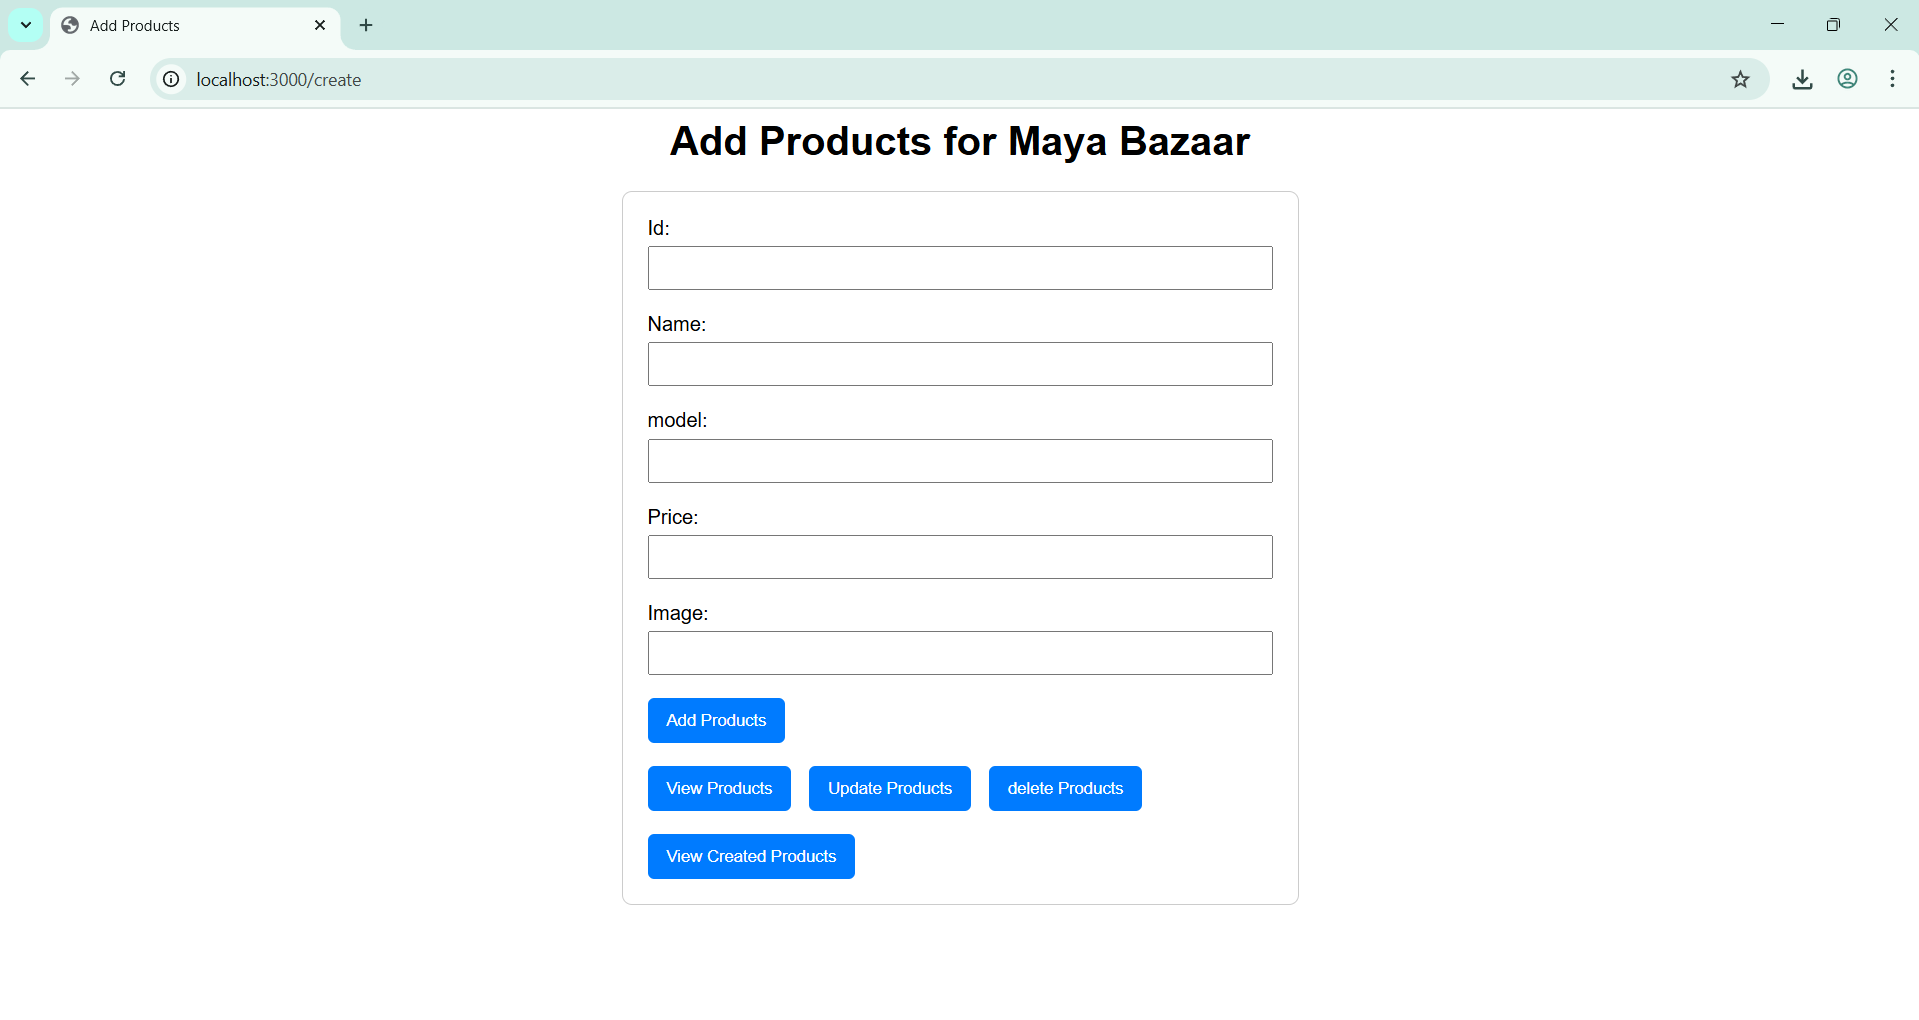 Add Products
localhost:3000/create
Add Products for Maya Bazaar
Id:
Name:
model:
Price:
Image:
Add Products
View Products Update Products delete Products
View Created Products